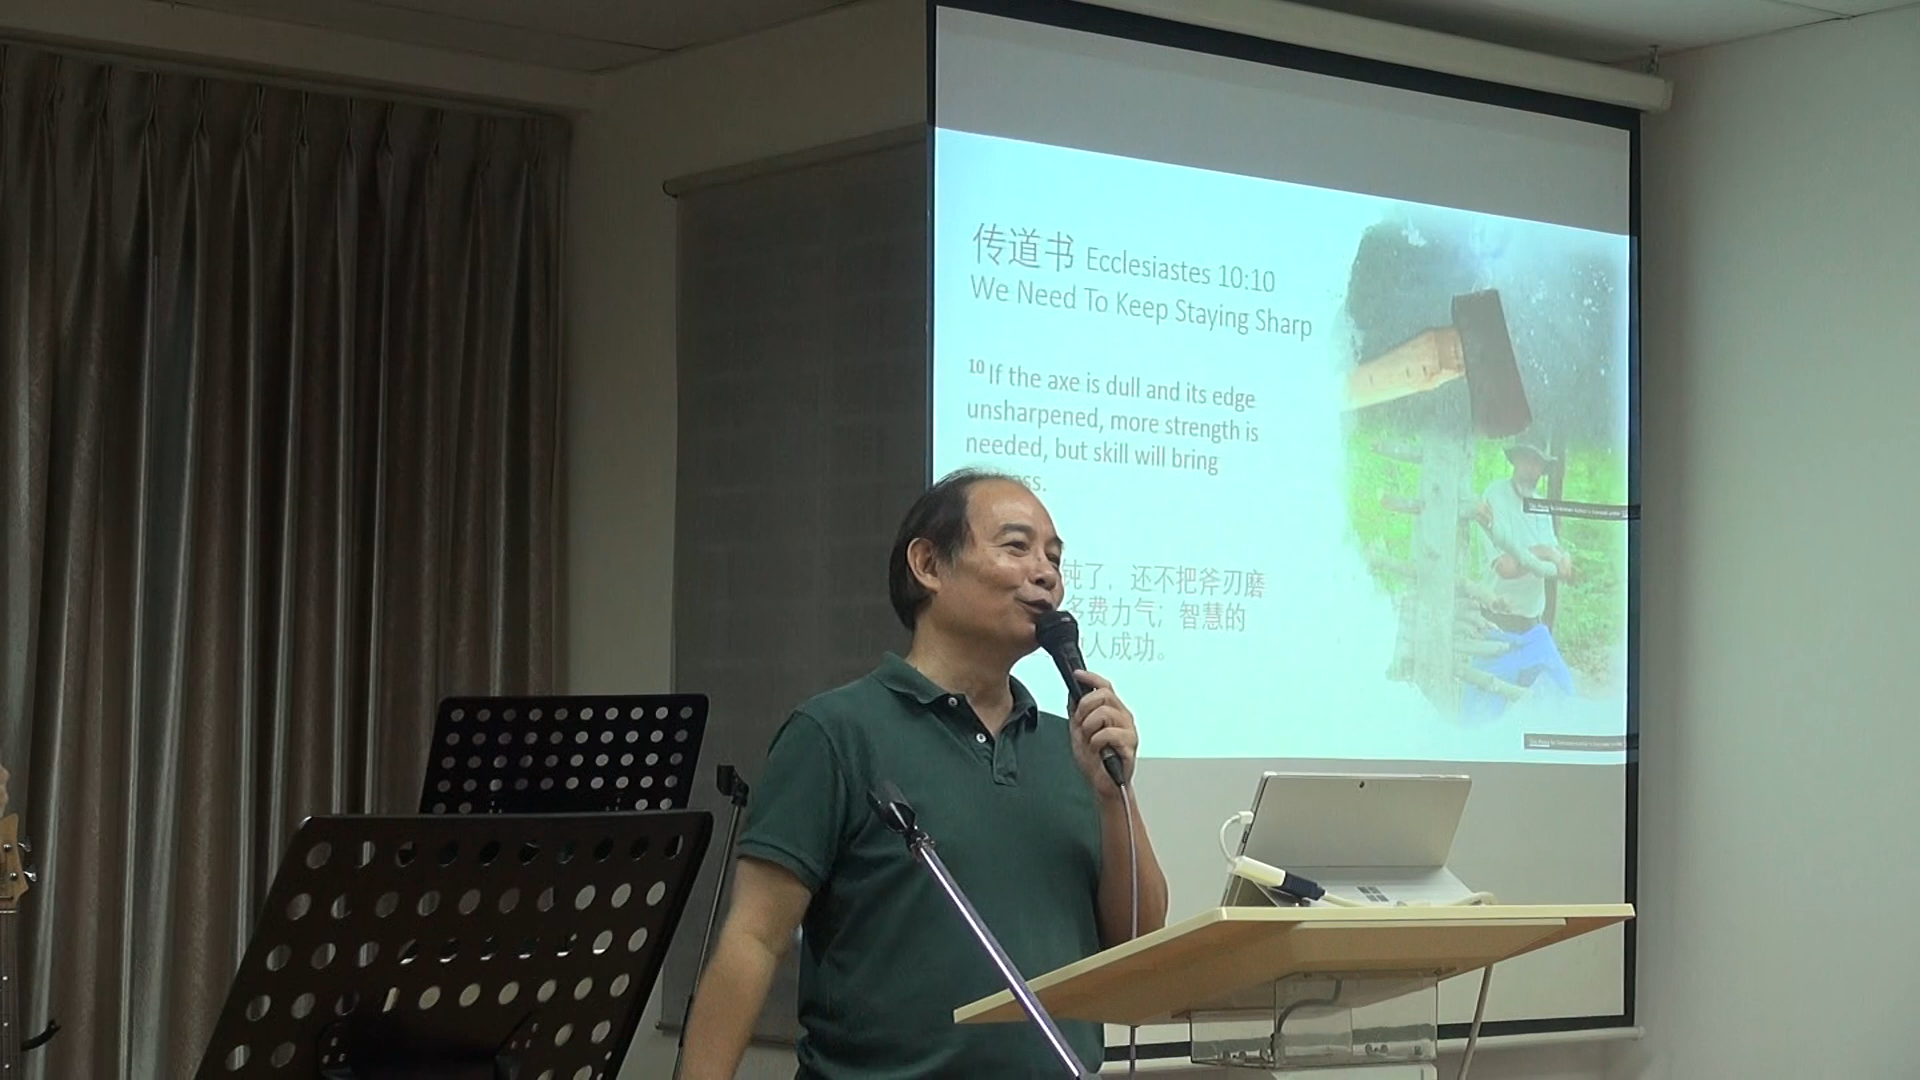 传道书 Ecclesiastes 10:10
We Need To Keep Staying Sharp
10 If the axe is dull and its edge
unsharpened, more strength is
needed, but skill will bring
ss.
钝了，还不把斧刃磨
多费力气；智慧的
人成功。